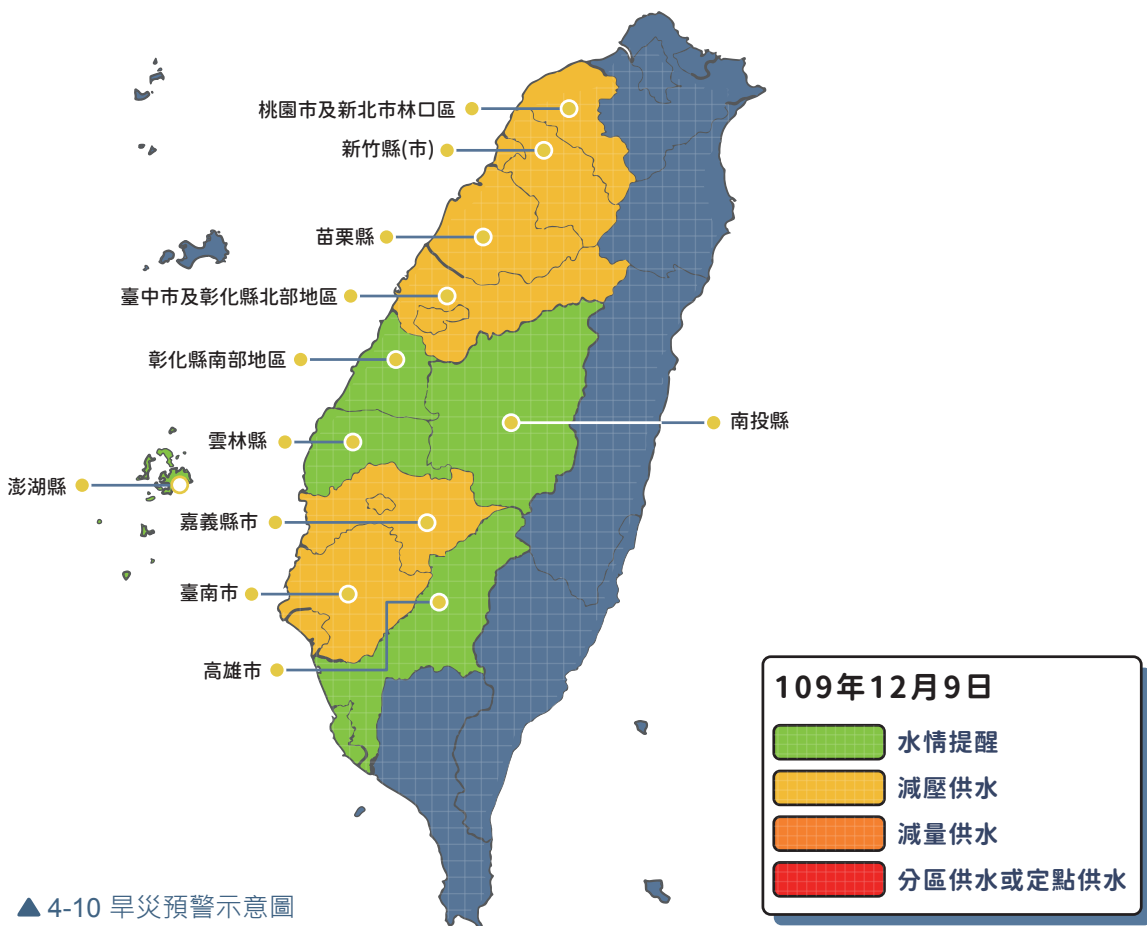 桃園市及新北市林口區
新竹縣(市)
苗栗縣
臺中市及彰化縣北部地區
彰化縣南部地區
南投縣
雲林縣
澎湖縣
嘉義縣市
臺南市
高雄市
109年12月9日
水情提醒
減壓供水
減量供水
分區供水或定點供水
▲ 4-10 旱災預警示意圖